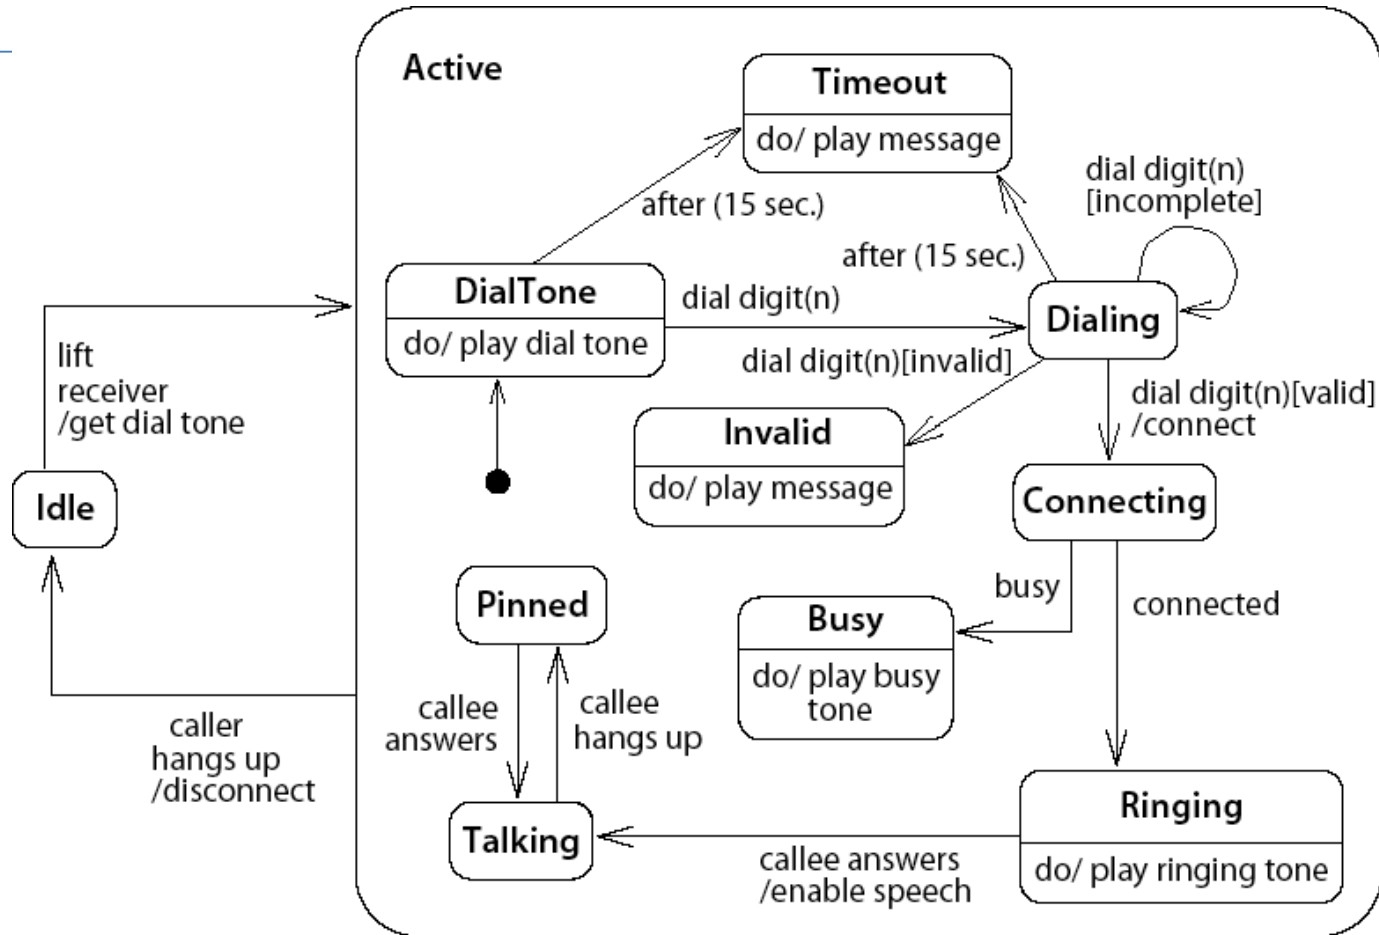 Active
Timeout
do/ play message
dial digit(n)
[incomplete]
after (15 sec.)
after (15 sec.)
DialTone
do/ play dial tone
dial digit(n)
Dialing
lift
receiver
/get dial tone
dial digit(n)[invalid]
dial digit(n)[valid]
/connect
Invalid
do/ play message
Idle
Connecting
Pinned
busy
connected
Busy
do/ play busy
tone
callee
answers
callee
hangs up
caller
hangs up
/disconnect
Ringing
do/ play ringing tone
Talking
callee answers
/enable speech